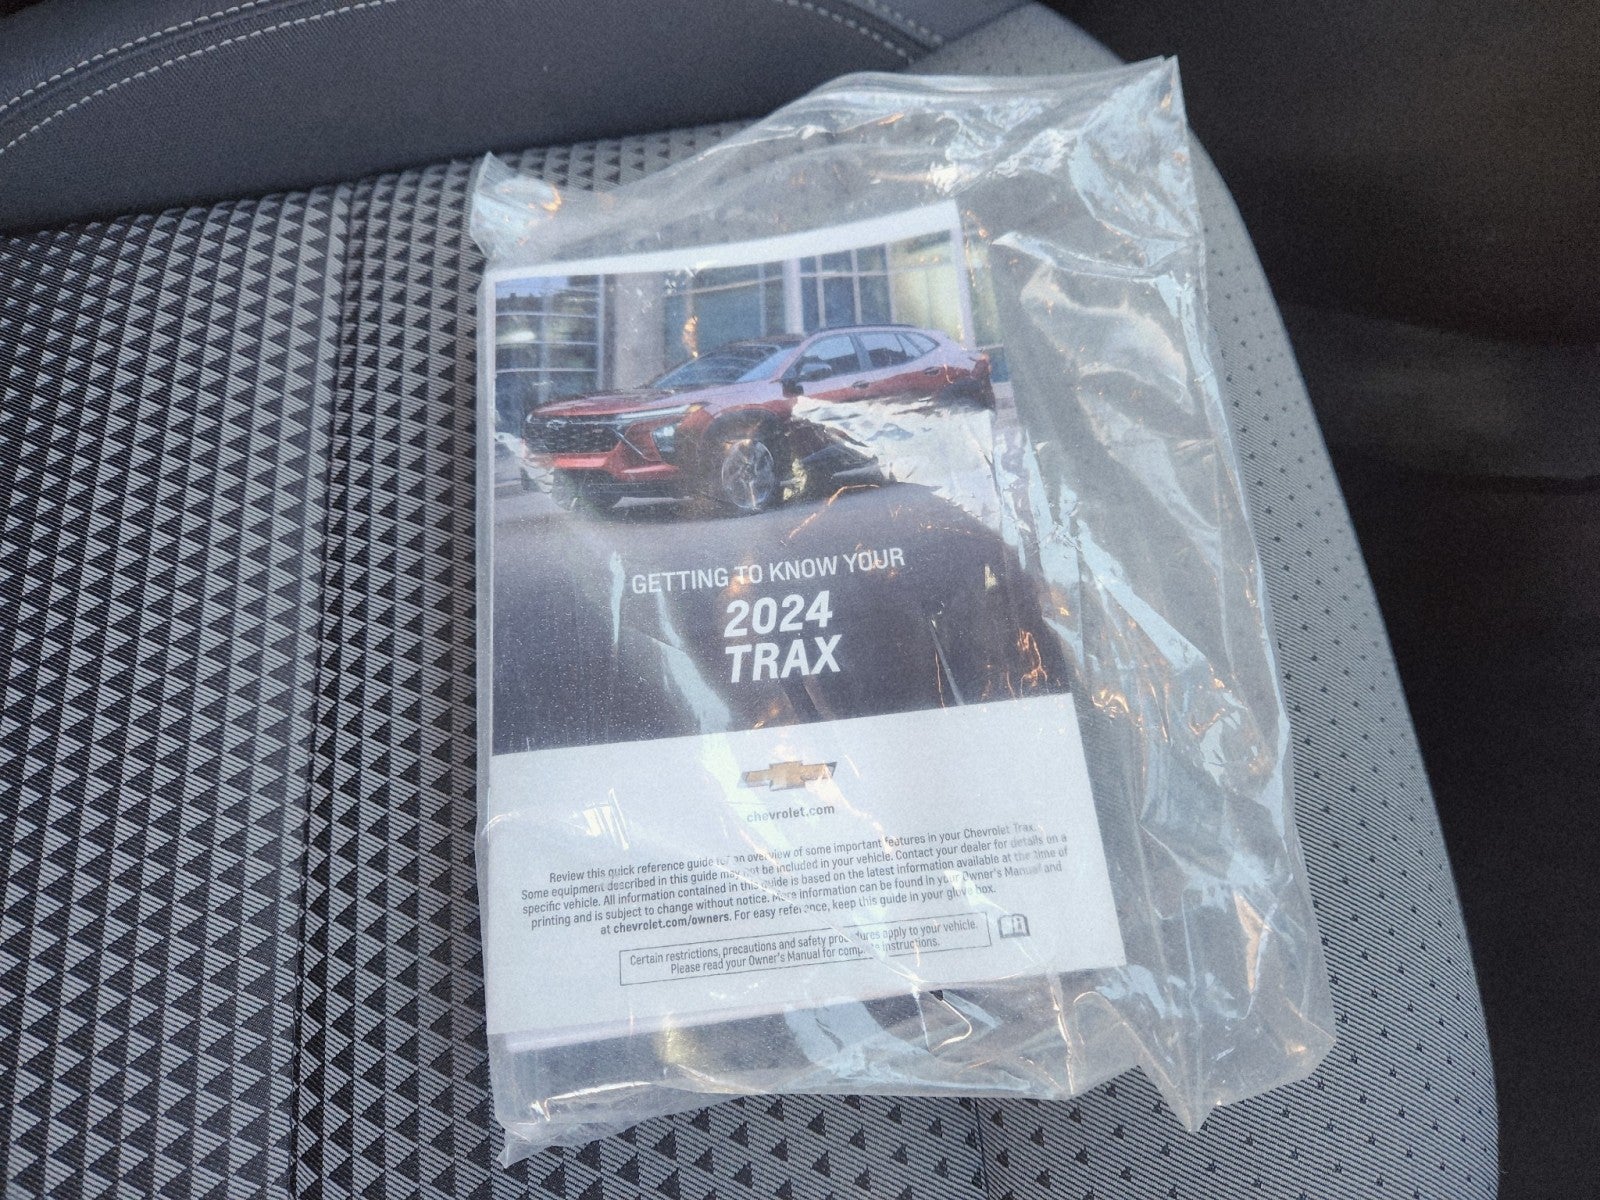 GETTING TO KNOW YOUR
2024
TRAX
chevrolet.com
Review this quick reference guide for an overview of some important features in your Chevrolet Trax.
Some equipment described in this guide may not be included in your vehicle. Contact your dealer for details on a
specific vehicle. All information contained in this guide is based on the latest information available at the time of
printing and is subject to change without notice. More information can be found in your Owner's Manual and
at chevrolet.com/owners. For easy reference, keep this guide in your glove box.
Certain restrictions, precautions and safety procedures apply to your vehicle.
Please read your Owner's Manual for complete instructions.